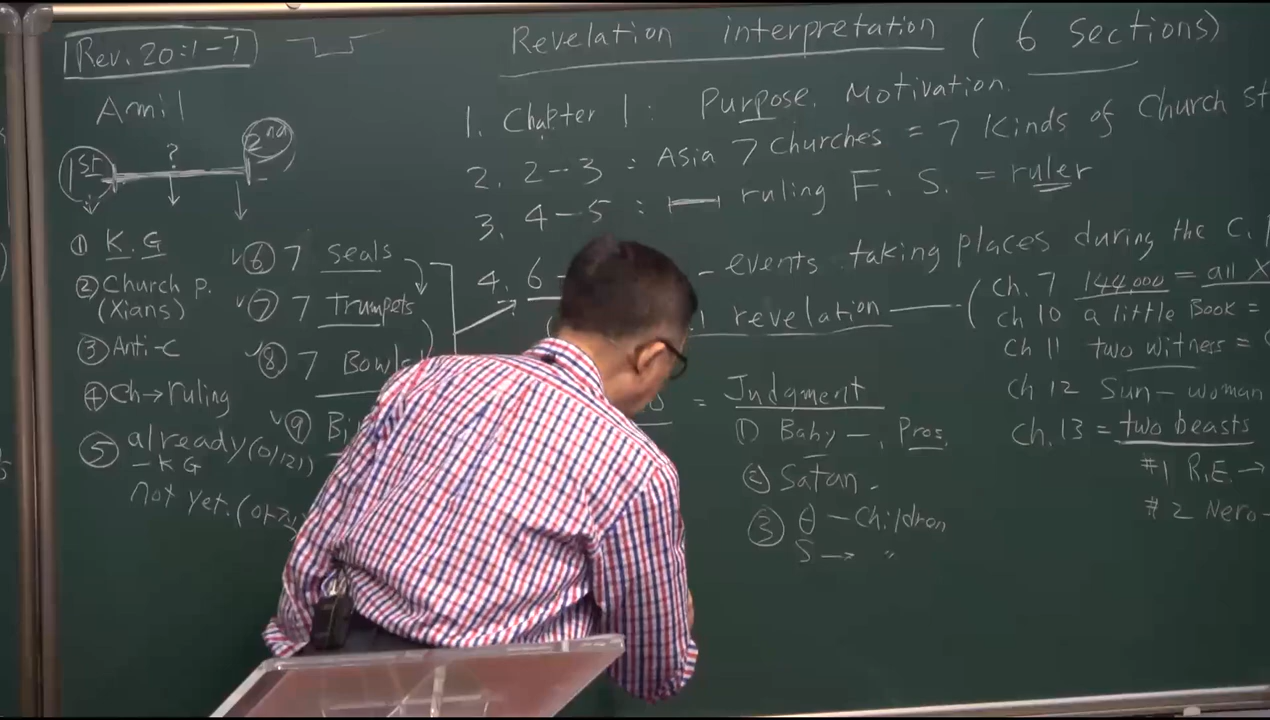 Rev. 20:1-7
Amil
1st ? 2nd
① K.G
② Church p.
(Xians)
③ Anti-C
④ Ch→ruling
⑤ already (이미)
- KG
not yet. (아직
⑥ 7 Seals
⑦ 7 Trumpets
⑧ 7 Bowls
⑨
Revelation interpretation ( 6 Sections)
1. Chapter 1: Purpose. Motivation.
2. 2-3 : Asia 7 Churches = 7 Kinds of Church
3. 4-5 : ruling F. S. = ruler
4. 6 - events taking places during the C.
revelation
ch. 7 144,000 = all
ch 10 a little Book =
ch 11 two witness =
ch 12 Sun - woman
ch. 13 = two beasts
#1 R.E. →
#2 Nero -
= Judgment
① Baby -, Pros.
② Satan -
③ θ - Children
S → "